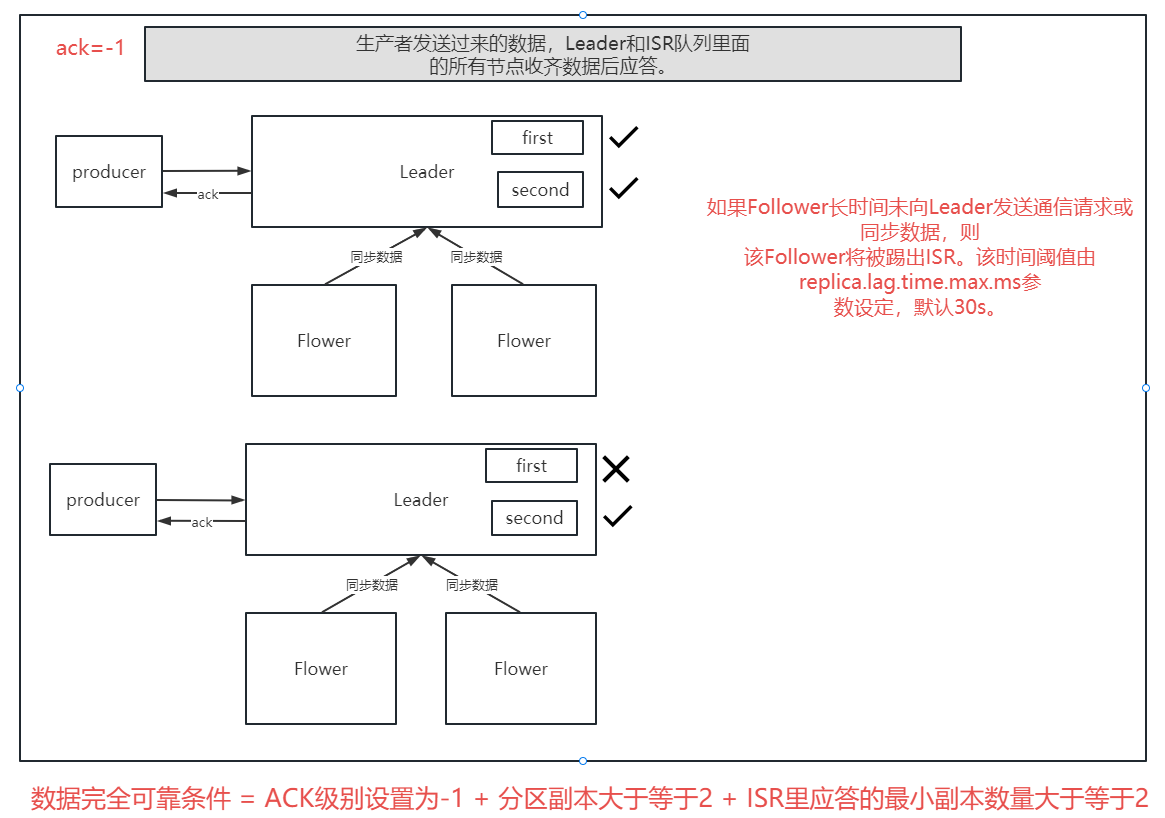 ack=-1
生产者发送过来的数据，Leader和ISR队列里面
的所有节点收齐数据后应答。
first
producer
Leader
second
ack
如果Follower长时间未向Leader发送通信请求或
同步数据，则
该Follower将被踢出ISR。该时间阈值由
replica.lag.time.max.ms参
数设定，默认30s。
同步数据
同步数据
Flower
Flower
first
producer
Leader
second
ack
同步数据
同步数据
Flower
Flower
数据完全可靠条件 = ACK级别设置为-1 + 分区副本大于等于2 + ISR里应答的最小副本数量大于等于2